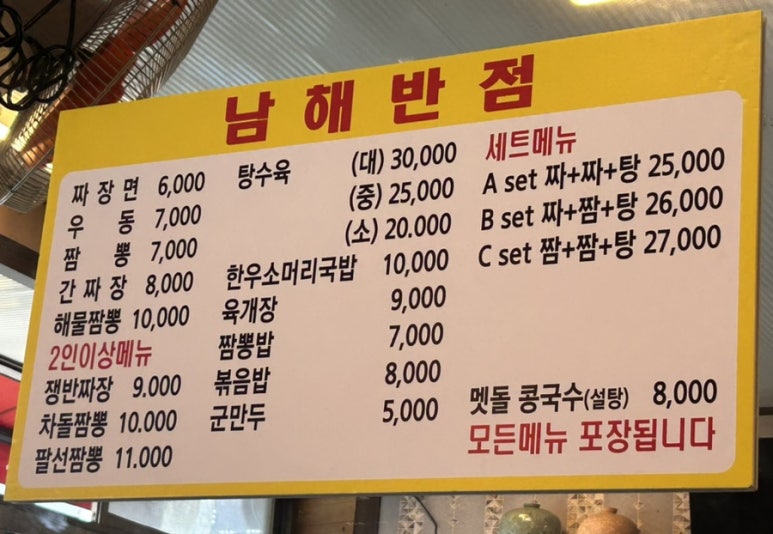 남해반점
짜장면 6,000
우동 7,000
짬뽕 7,000
간짜장 8,000
해물짬뽕 10,000
2인이상메뉴
쟁반짜장 9.000
차돌짬뽕 10.000
팔선짬뽕 11.000
탕수육 (대) 30,000
(중) 25,000
(소) 20.000
한우소머리국밥 10,000
육개장 9,000
짬뽕밥 7,000
볶음밥 8,000
군만두 5,000
세트메뉴
A set 짜+짜+탕 25,000
B set 짜+짬+탕 26,000
C set 짬+짬+탕 27,000
멧돌 콩국수(설탕) 8,000
모든메뉴 포장됩니다